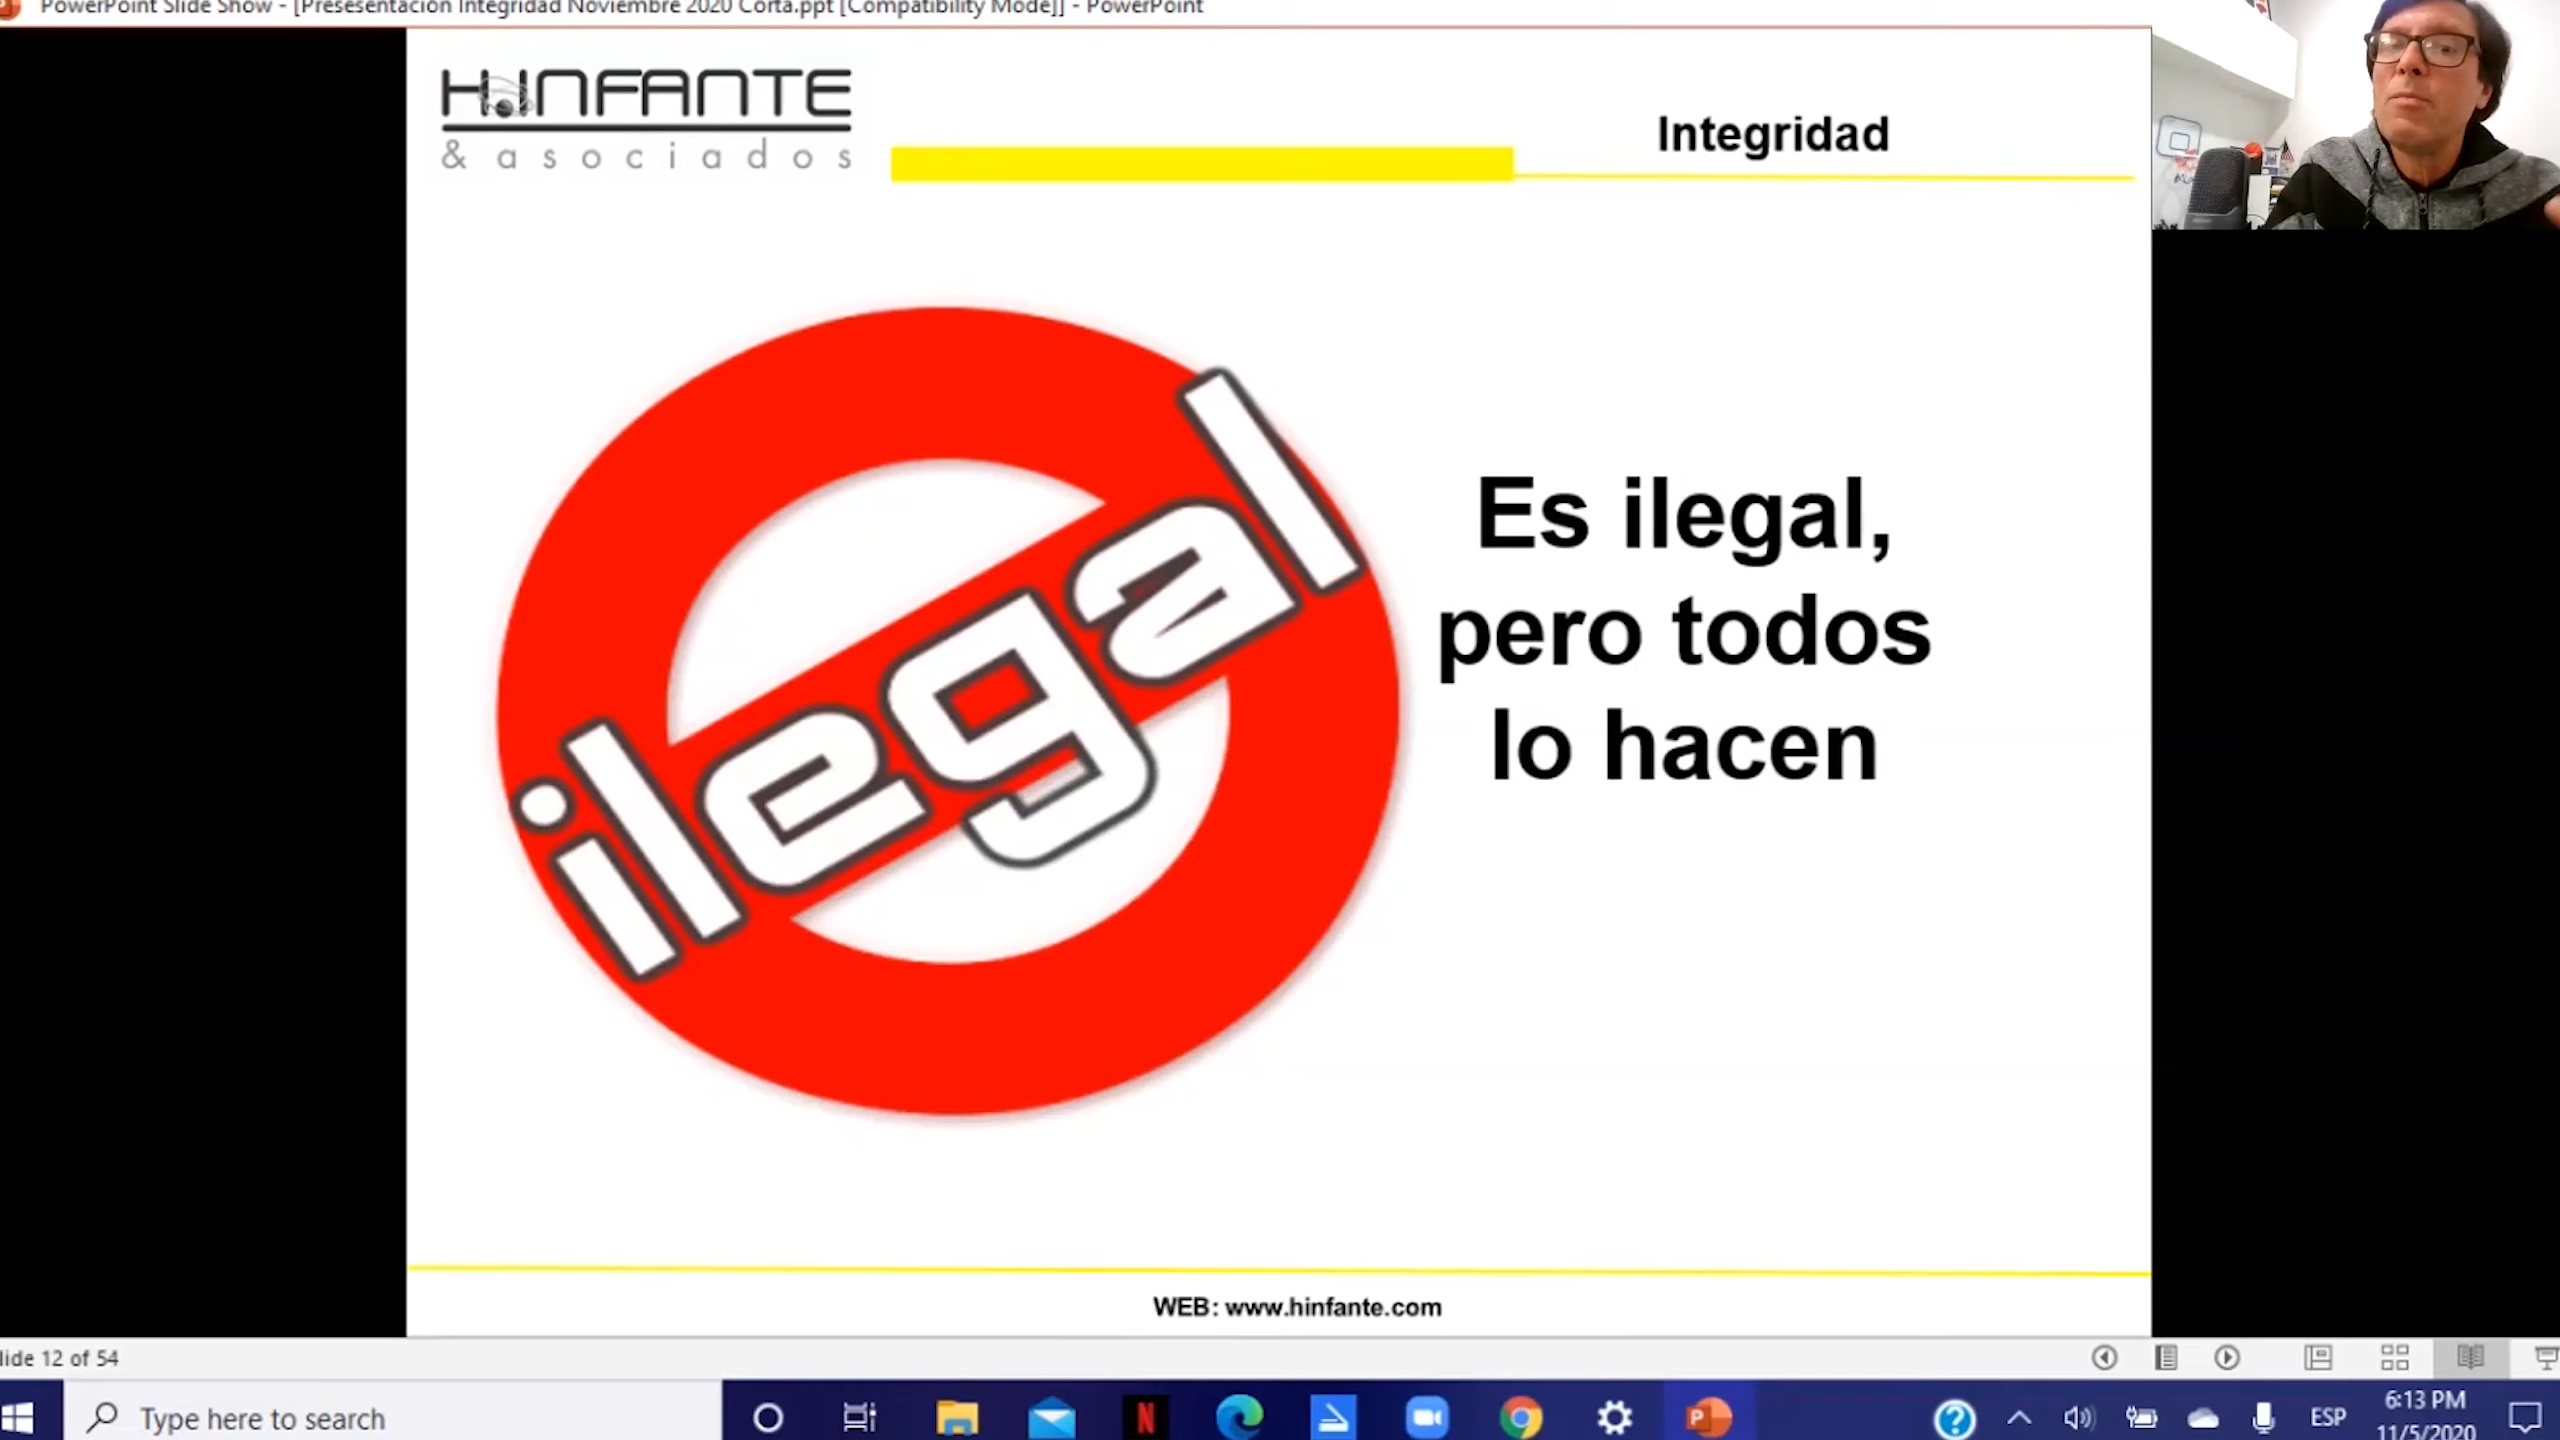 PowerPoint Slide Show - [Presesentación Integridad Noviembre 2020 Corta.ppt [Compatibility Mode]] - PowerPoint
H.INFANTE
& asociados
Integridad
ilegal
Es ilegal,
pero todos
lo hacen
WEB: www.hinfante.com
lide 12 of 54
Type here to search
ESP
6:13 PM
11/5/2020